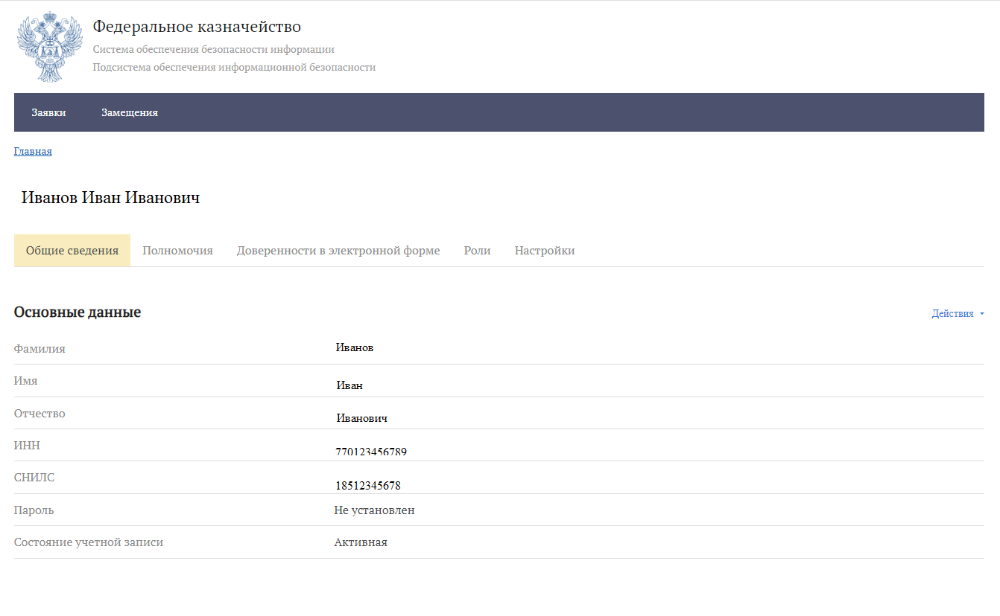 Федеральное казначейство
Система обеспечения безопасности информации
Подсистема обеспечения информационной безопасности
Заявки Замещения
Главная
Иванов Иван Иванович
Общие сведения Полномочия Доверенности в электронной форме Роли Настройки
Основные данные Действия
Фамилия Иванов
Имя Иван
Отчество Иванович
ИНН 770123456789
СНИЛС 18512345678
Пароль Не установлен
Состояние учетной записи Активная